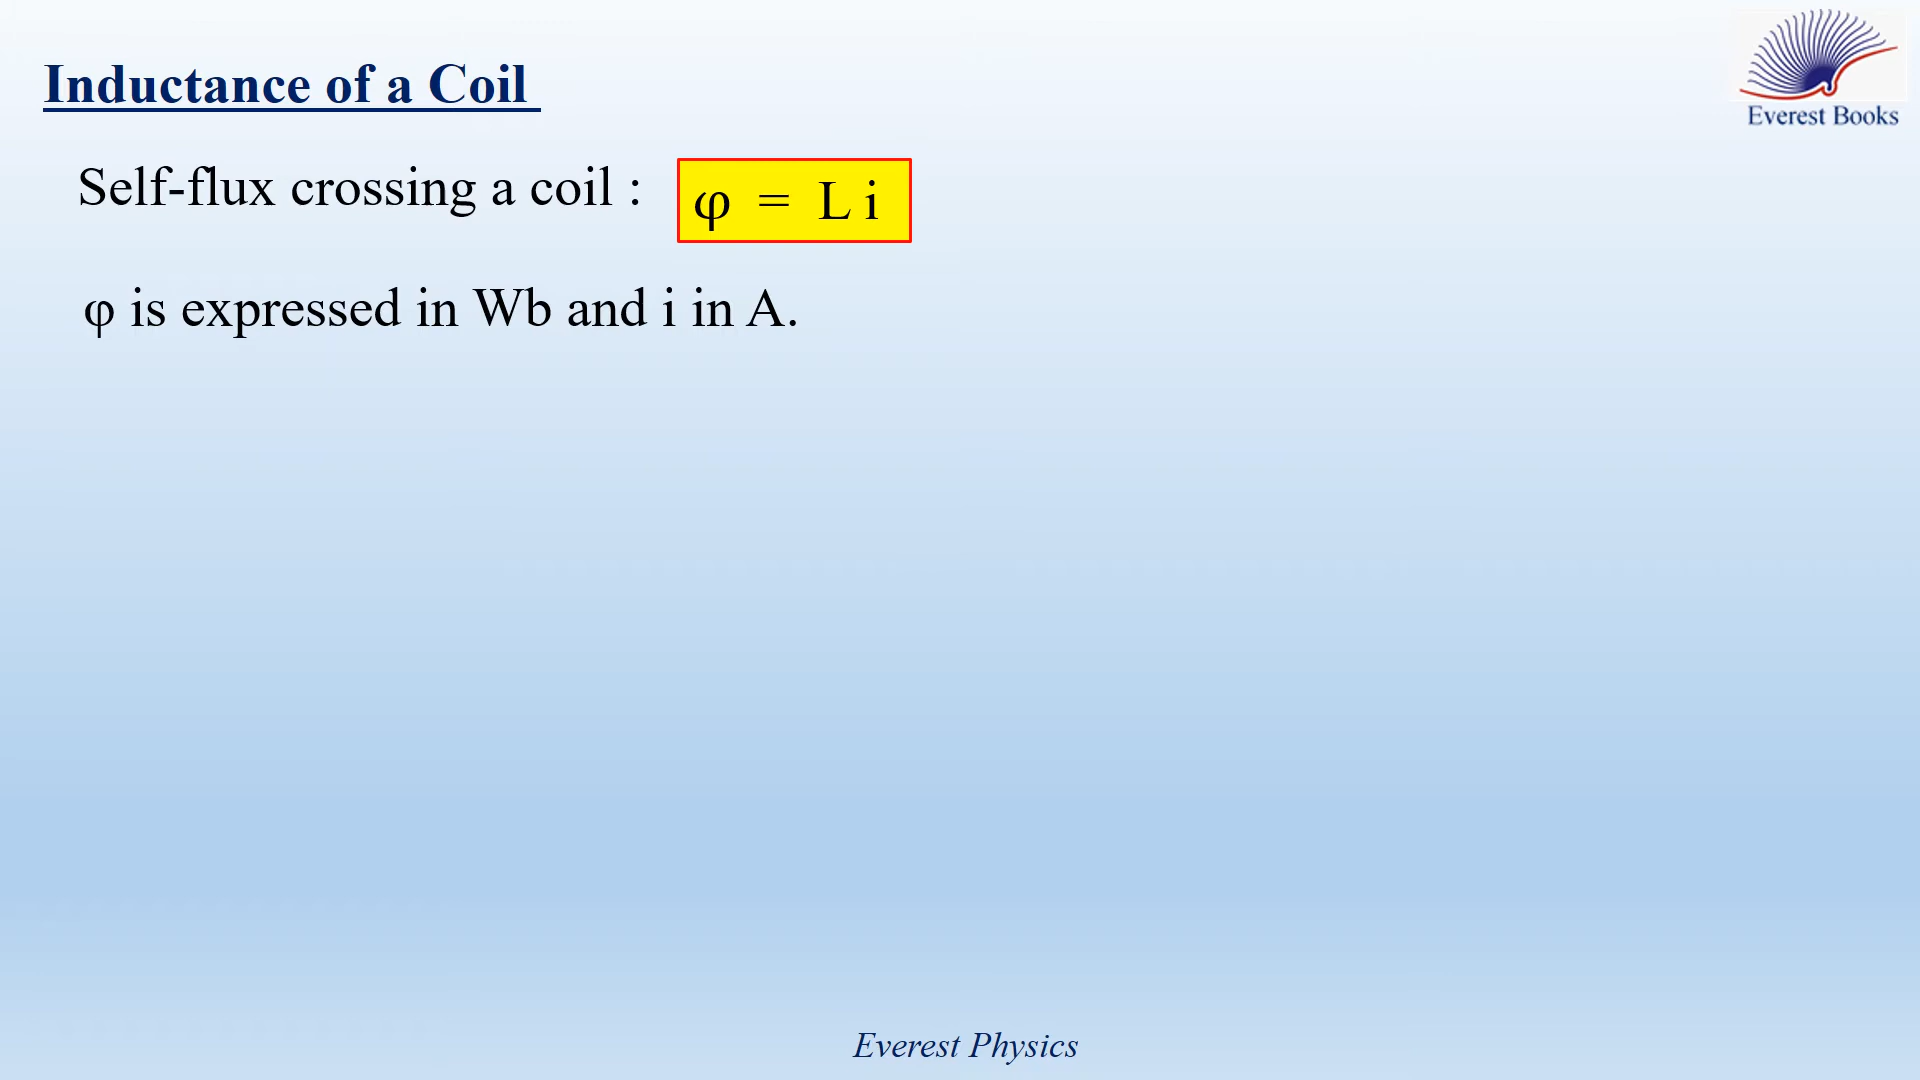 Inductance of a Coil
Everest Books
Self-flux crossing a coil : φ = L i
φ is expressed in Wb and i in A.
Everest Physics